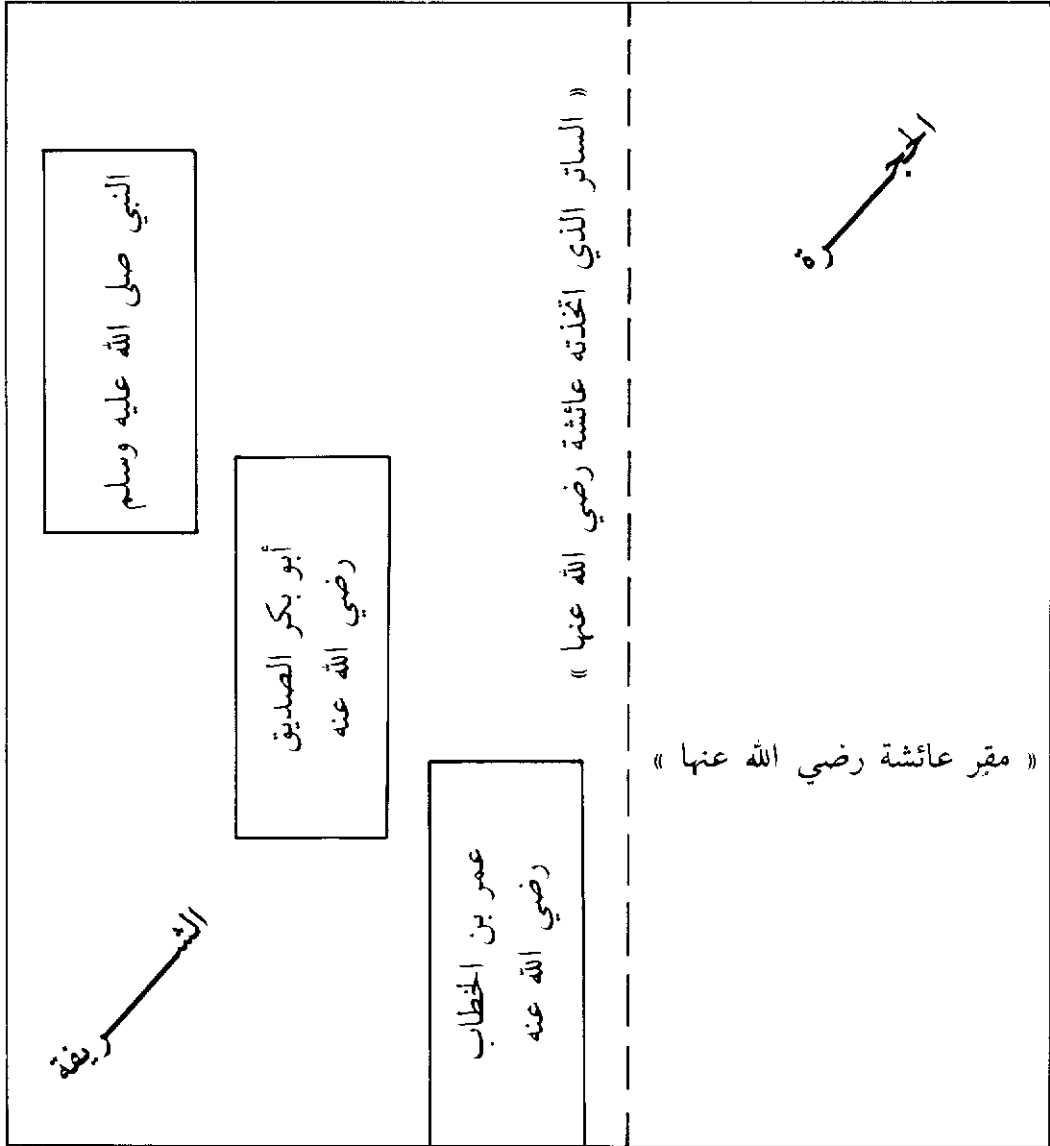 الحجرة
الشريفة
النبي صلى الله عليه وسلم
أبو بكر الصديق
رضي الله عنه
عمر بن الخطاب
رضي الله عنه
« الساتر الذي اتخذته عائشة رضي الله عنها »
« مقر عائشة رضي الله عنها »